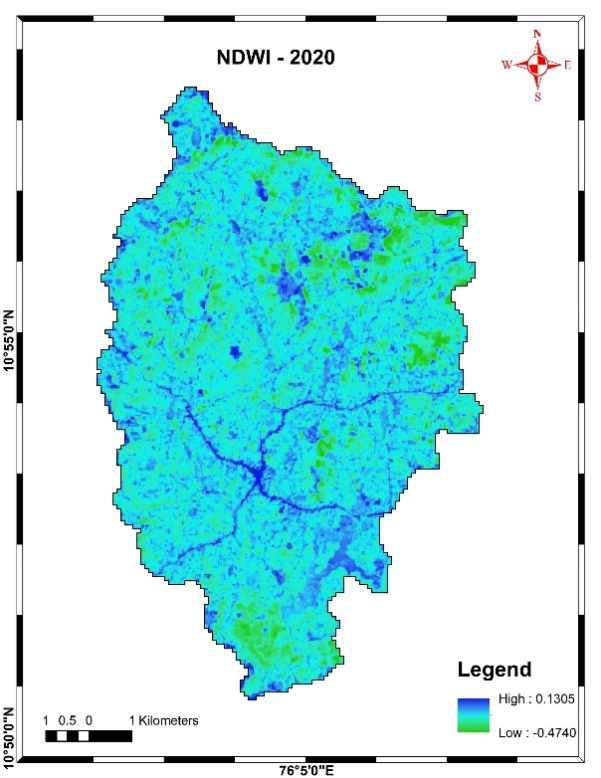 NDWI - 2020
N
W E
S
10°55'0"N
Legend
High : 0.1305
Low : -0.4740
1 0.5 0 1 Kilometers
10°50'0"N
76°5'0"E